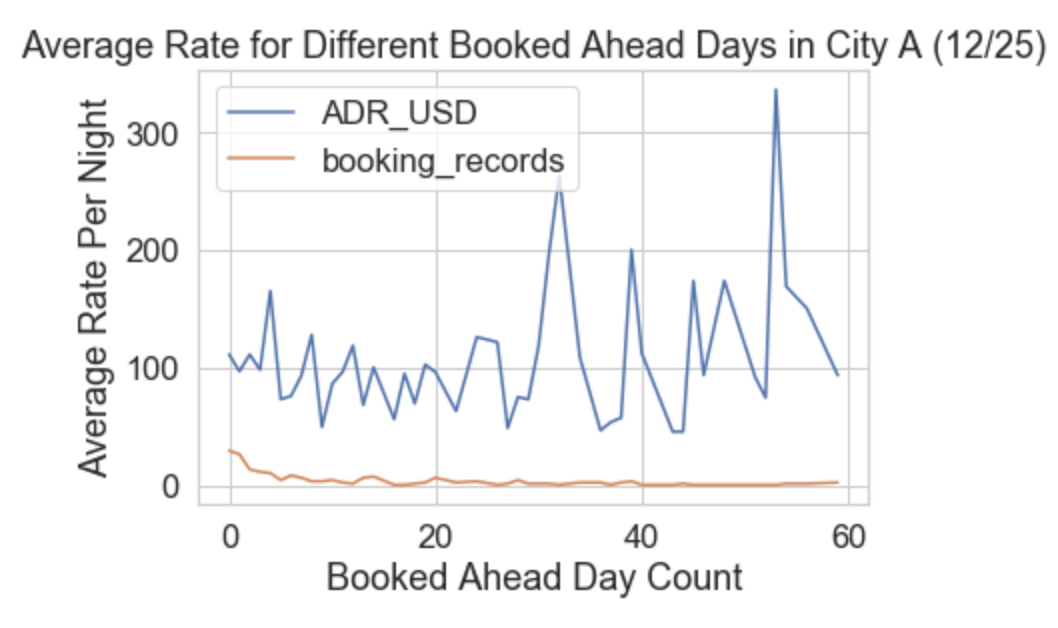 Average Rate for Different Booked Ahead Days in City A (12/25)
ADR_USD
booking_records
Average Rate Per Night
300
200
100
0
0 20 40 60
Booked Ahead Day Count